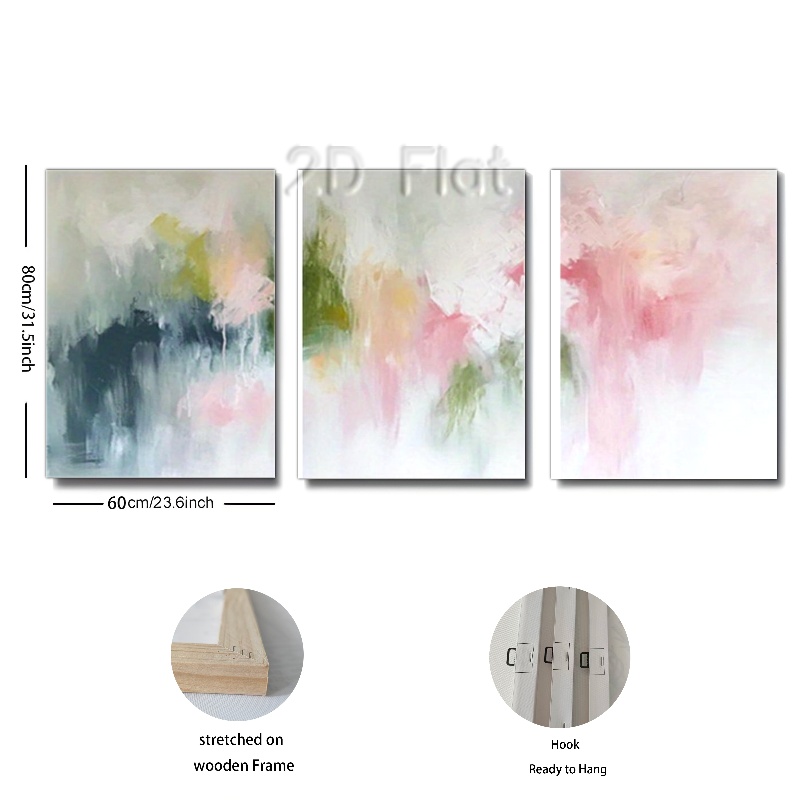 2D Flat
80cm/31.5inch
60cm/23.6inch
stretched on
wooden Frame
Hook
Ready to Hang